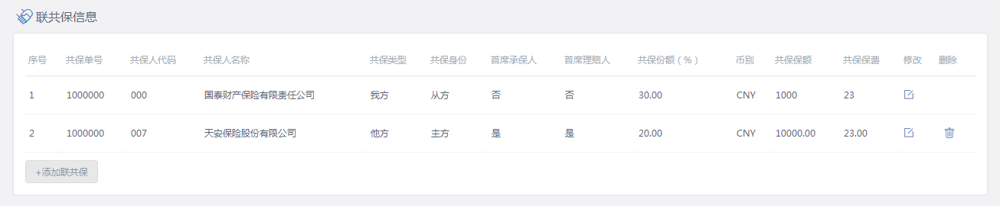 联共保信息
序号 共保单号 共保人代码 共保人名称 共保类型 共保身份 首席承保人 首席理赔人 共保份额（%） 币别 共保保额 共保保费 修改 删除
1 1000000 000 国泰财产保险有限责任公司 我方 从方 否 否 30.00 CNY 1000 23
2 1000000 007 天安保险股份有限公司 他方 主方 是 是 20.00 CNY 10000.00 23.00
+添加联共保